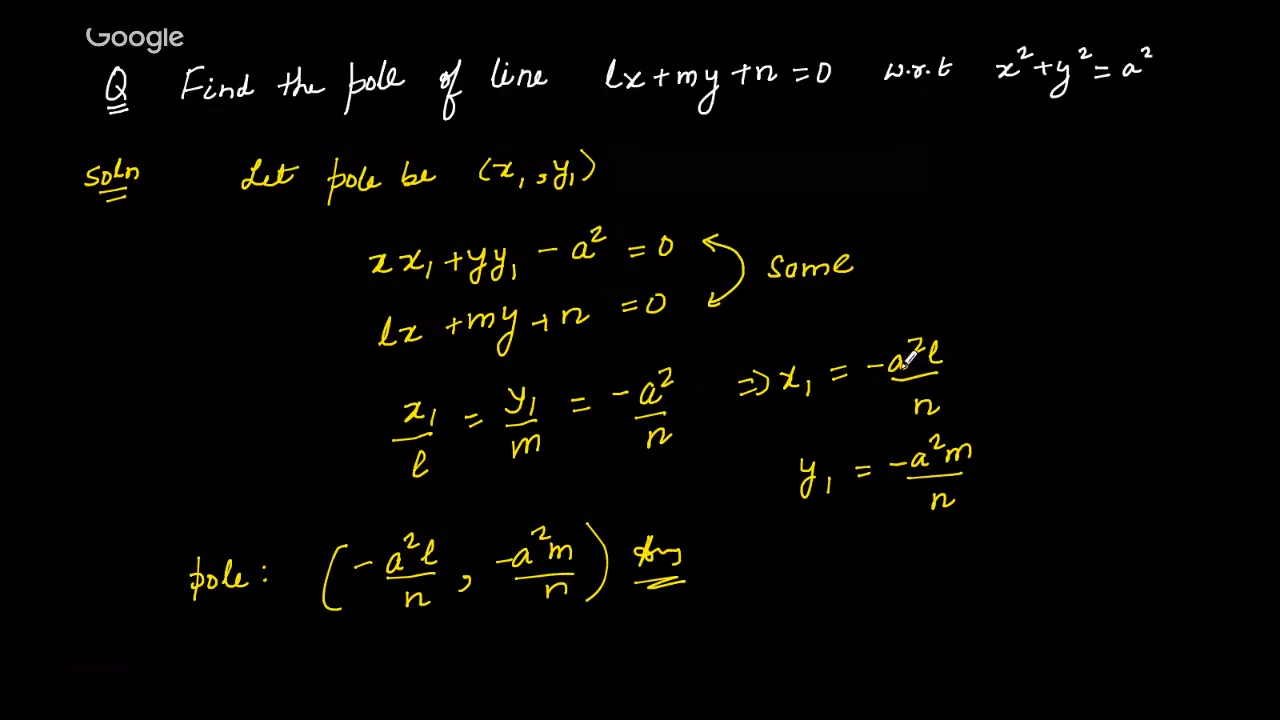 Google
Q Find the pole of line lx + my + n = 0 w.r.t x² + y² = a²
Soln Let pole be (x₁, y₁)
xx₁ + yy₁ - a² = 0
lx + my + n = 0
Same
x₁/l = y₁/m = -a²/n ⇒ x₁ = -a²l/n
y₁ = -a²m/n
pole: (-a²l/n, -a²m/n) Ans